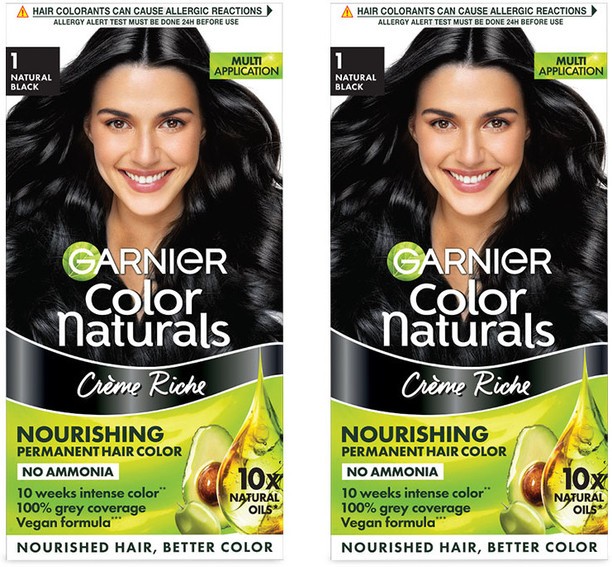 ⚠ HAIR COLORANTS CAN CAUSE ALLERGIC REACTIONS
ALLERGY ALERT TEST MUST BE DONE 24H BEFORE USE
1
NATURAL
BLACK
MULTI
APPLICATION
GARNIER
Color
Naturals
Crème Riche
NOURISHING
PERMANENT HAIR COLOR
NO AMMONIA
10 weeks intense color**
100% grey coverage
Vegan formula***
10x
NATURAL
OILS*
NOURISHED HAIR, BETTER COLOR
⚠ HAIR COLORANTS CAN CAUSE ALLERGIC REACTIONS
ALLERGY ALERT TEST MUST BE DONE 24H BEFORE USE
1
NATURAL
BLACK
MULTI
APPLICATION
GARNIER
Color
Naturals
Crème Riche
NOURISHING
PERMANENT HAIR COLOR
NO AMMONIA
10 weeks intense color**
100% grey coverage
Vegan formula***
10x
NATURAL
OILS*
NOURISHED HAIR, BETTER COLOR